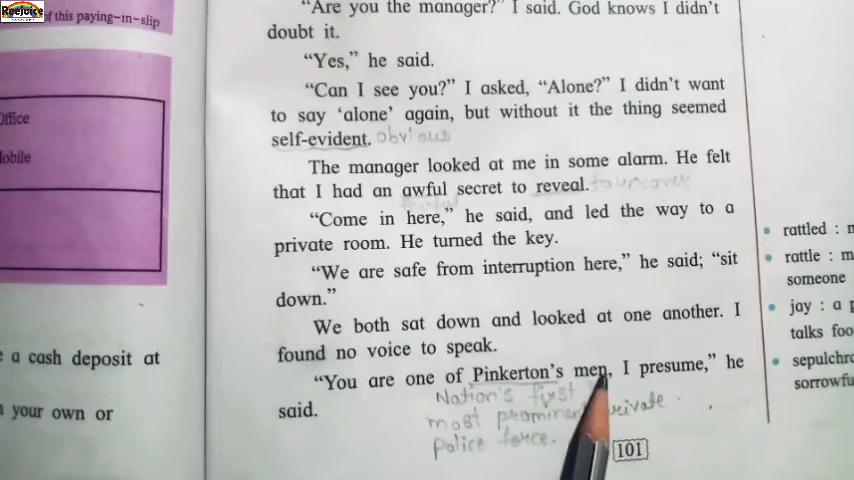 Reejoice
of this paying-in-slip
Office
Mobile
e a cash deposit at
your own or
"Are you the manager?" I said. God knows I didn't
doubt it.
"Yes," he said.
"Can I see you?" I asked, "Alone?" I didn't want
to say 'alone' again, but without it the thing seemed
self-evident. obvious
The manager looked at me in some alarm. He felt
that I had an awful secret to reveal. to uncover
"Come in here," he said, and led the way to a
private room. He turned the key.
"We are safe from interruption here," he said; "sit
down."
We both sat down and looked at one another. I
found no voice to speak.
"You are one of Pinkerton's men, I presume," he
said.
Nation's first
most prominent private
police force.
101
• rattled : m
• rattle : m
someone
• jay : a p
talks foo
• sepulchr
sorrowfu